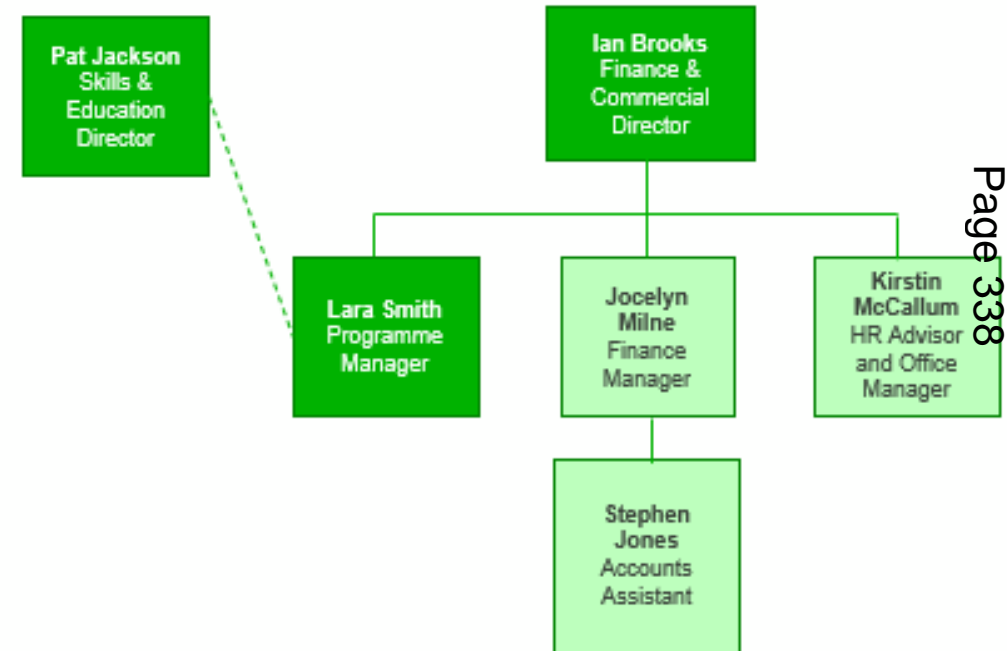 Pat Jackson
Skills &
Education
Director
Ian Brooks
Finance &
Commercial
Director
Lara Smith
Programme
Manager
Jocelyn
Milne
Finance
Manager
Kirstin
McCallum
HR Advisor
and Office
Manager
Stephen
Jones
Accounts
Assistant
Page 338